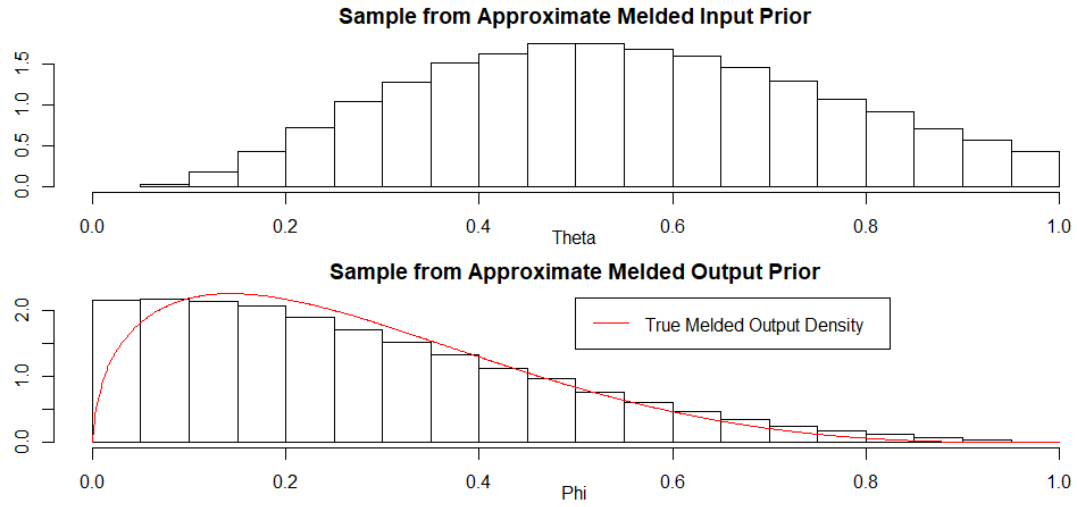 Sample from Approximate Melded Input Prior
1.5
1.0
0.5
0.0
0.0 0.2 0.4 0.6 0.8 1.0
Theta
Sample from Approximate Melded Output Prior
2.0
1.0
0.0
True Melded Output Density
0.0 0.2 0.4 0.6 0.8 1.0
Phi